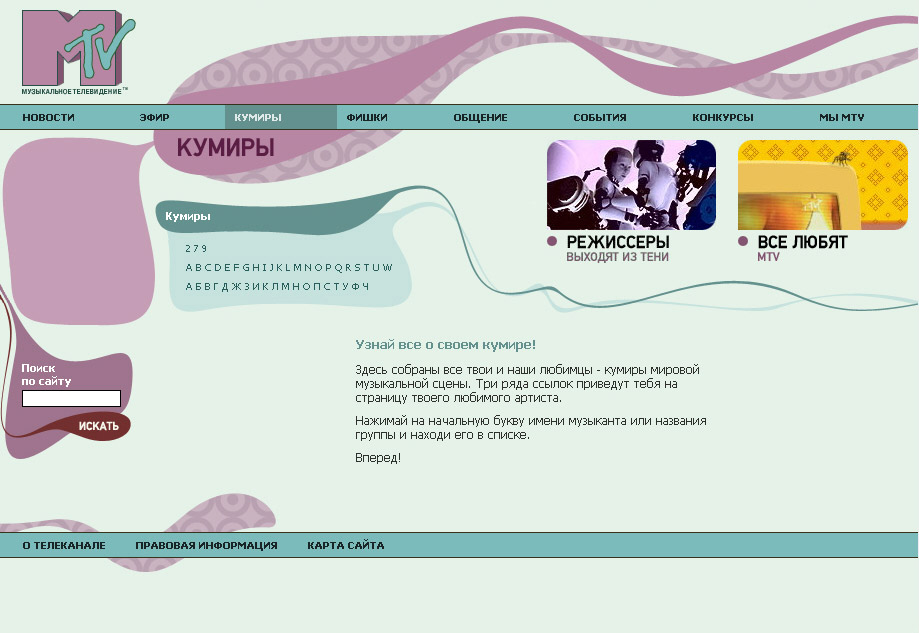 MTV
МУЗЫКАЛЬНОЕ ТЕЛЕВИДЕНИЕ™
НОВОСТИ ЭФИР КУМИРЫ ФИШКИ ОБЩЕНИЕ СОБЫТИЯ КОНКУРСЫ МЫ MTV
КУМИРЫ
Кумиры
2 7 9
A B C D E F G H I J K L M N O P Q R S T U W
А Б В Г Д Ж З И К Л М Н О П С Т У Ф Ч
РЕЖИССЕРЫ
ВЫХОДЯТ ИЗ ТЕНИ
ВСЕ ЛЮБЯТ
MTV
Узнай все о своем кумире!
Здесь собраны все твои и наши любимцы - кумиры мировой
музыкальной сцены. Три ряда ссылок приведут тебя на
страницу твоего любимого артиста.
Нажимай на начальную букву имени музыканта или названия
группы и находи его в списке.
Вперед!
Поиск
по сайту
ИСКАТЬ
О ТЕЛЕКАНАЛЕ ПРАВОВАЯ ИНФОРМАЦИЯ КАРТА САЙТА